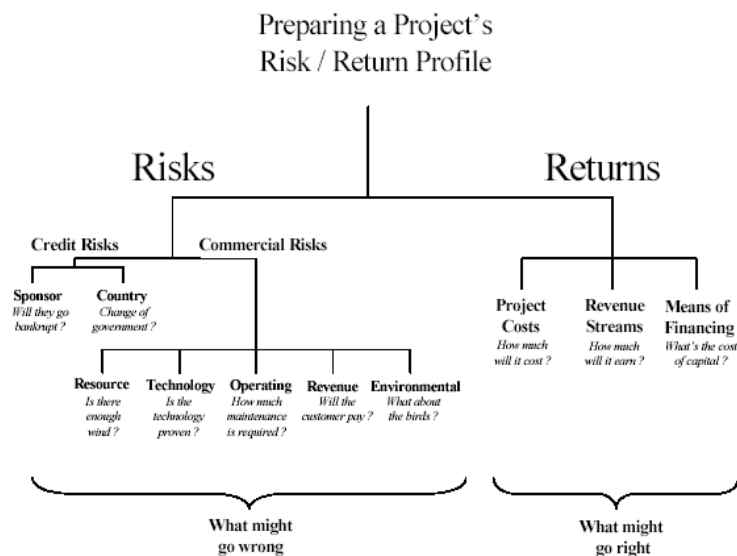 Preparing a Project's
Risk / Return Profile
Risks
Returns
Credit Risks
Commercial Risks
Sponsor
Will they go
bankrupt ?
Country
Change of
government ?
Resource
Is there
enough
wind ?
Technology
Is the
technology
proven ?
Operating
How much
maintenance
is required ?
Revenue
Will the
customer pay ?
Environmental
What about
the birds ?
Project
Costs
How much
will it cost ?
Revenue
Streams
How much
will it earn ?
Means of
Financing
What's the cost
of capital ?
What might
go wrong
What might
go right